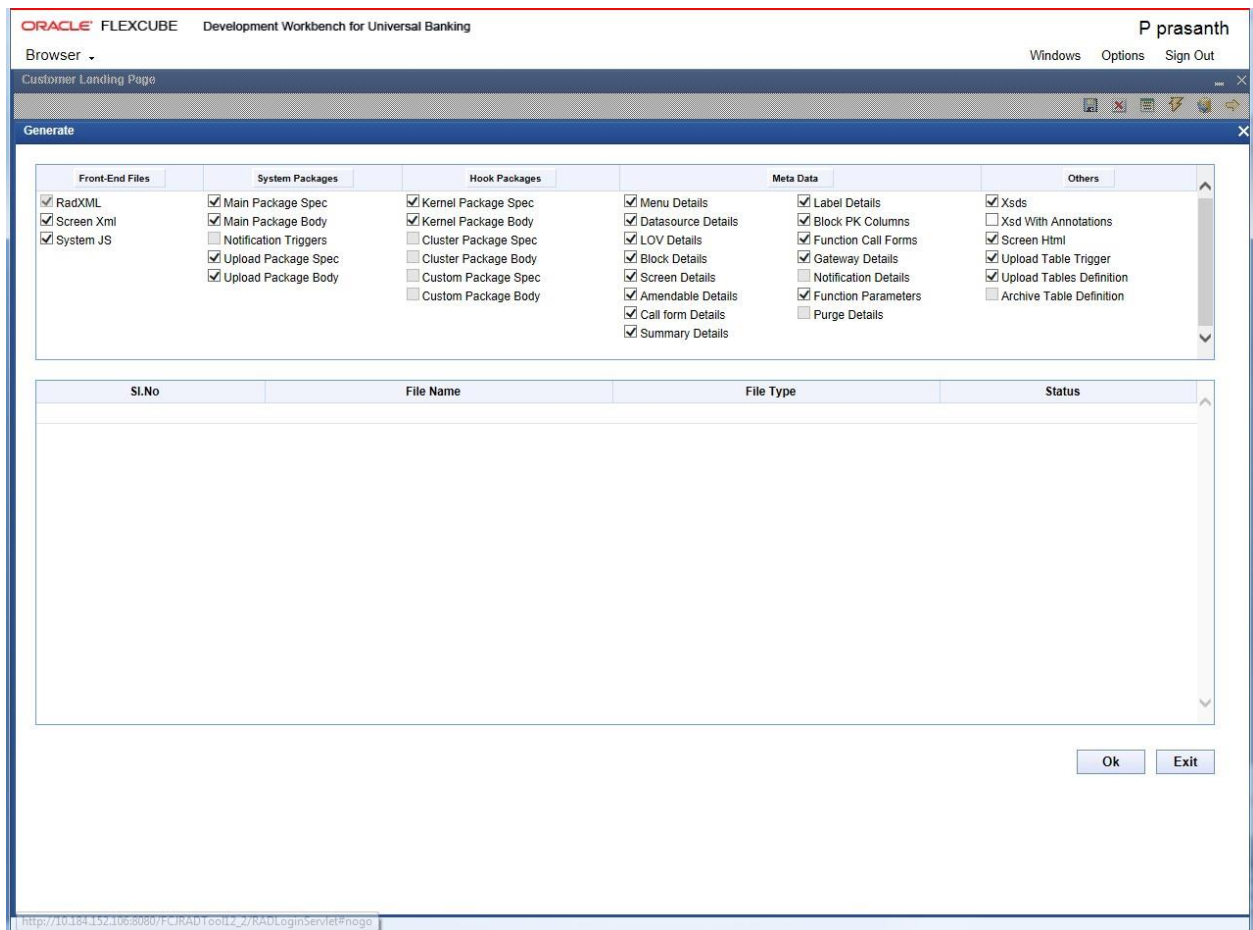 ORACLE FLEXCUBE Development Workbench for Universal Banking
P prasanth
Browser
Windows Options Sign Out
Customer Landing Page
Generate
Front-End Files System Packages Hook Packages Meta Data Others
RadXML Main Package Spec Kernel Package Spec Menu Details Label Details Xsds
Screen Xml Main Package Body Kernel Package Body Datasource Details Block PK Columns Xsd With Annotations
System JS Notification Triggers Cluster Package Spec LOV Details Function Call Forms Screen Html
Upload Package Spec Cluster Package Body Block Details Gateway Details Upload Table Trigger
Upload Package Body Custom Package Spec Screen Details Notification Details Upload Tables Definition
Custom Package Body Amendable Details Function Parameters Archive Table Definition
Call form Details Purge Details
Summary Details
Sl.No File Name File Type Status
Ok Exit
http://10.184.152.106:8080/FCJRADTool12_2/RADLoginServlet#nogo